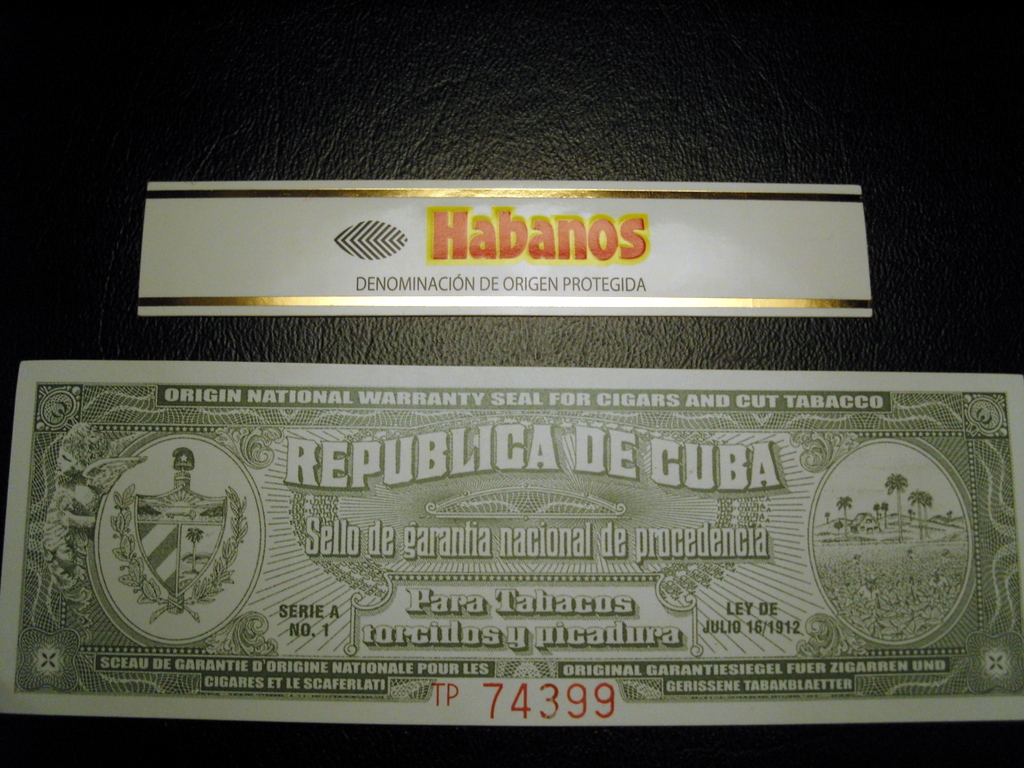 Habanos
DENOMINACIÓN DE ORIGEN PROTEGIDA
ORIGIN NATIONAL WARRANTY SEAL FOR CIGARS AND CUT TABACCO
REPUBLICA DE CUBA
Sello de garantia nacional de procedencia
Para Tabacos
torcidos y picadura
SERIE A
NO. 1
LEY DE
JULIO 16/1912
SCEAU DE GARANTIE D'ORIGINE NATIONALE POUR LES
CIGARES ET LE SCAFERLATI
ORIGINAL GARANTIESIEGEL FUER ZIGARREN UND
GERISSENE TABAKBLAETTER
TP 74399